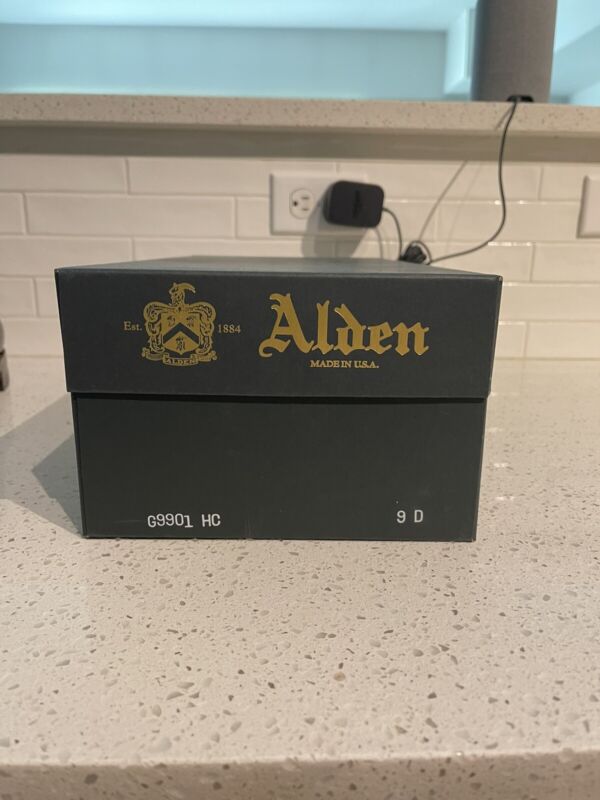 Est. 1884
ALDEN
Alden
MADE IN U.S.A.
G9901 HC
9 D